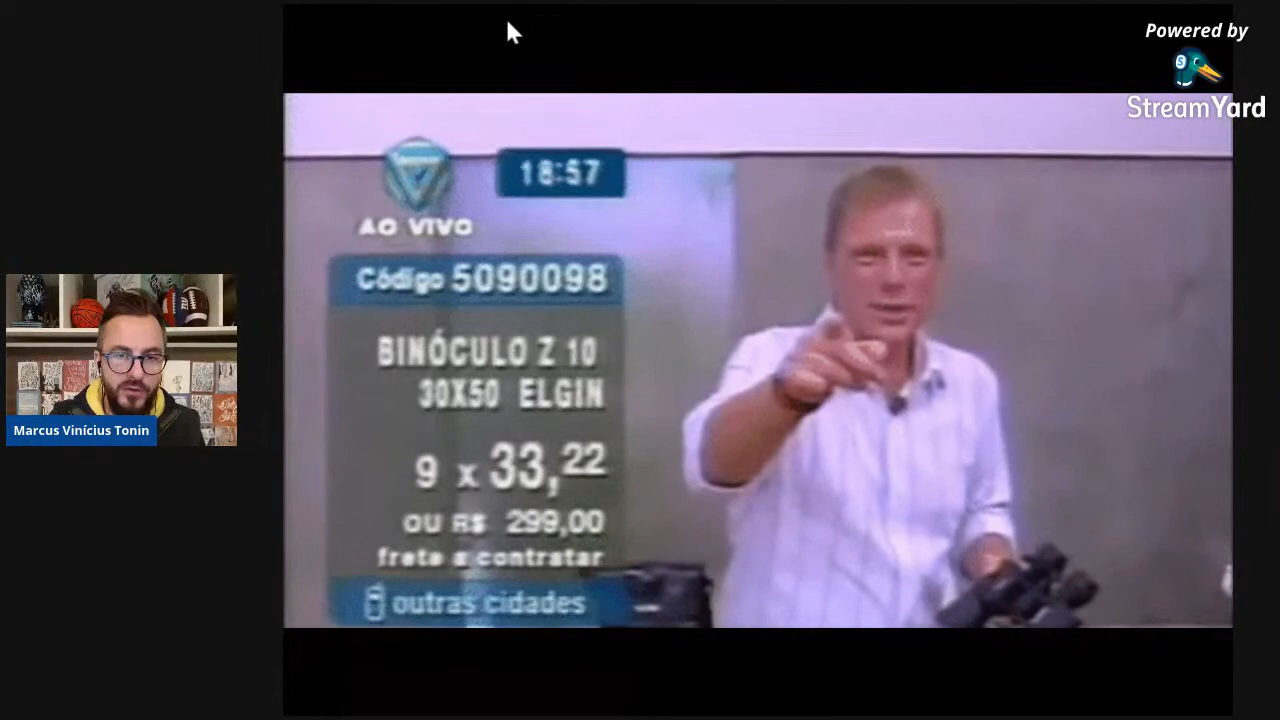 Powered by
StreamYard
18:57
AO VIVO
Código 5090098
BINÓCULO Z 10
30X50 ELGIN
9 x 33,22
OU R$ 299,00
frete a contratar
outras cidades
Marcus Vinícius Tonin